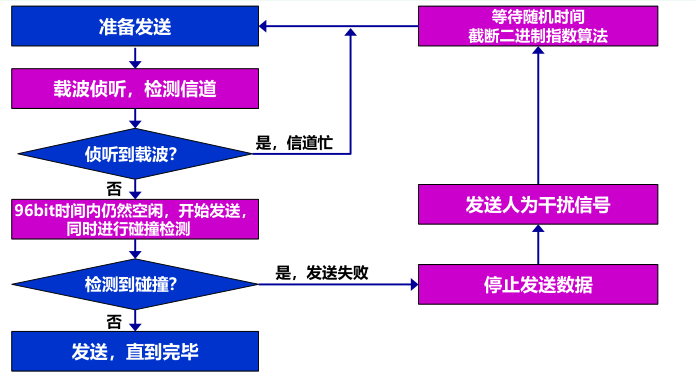 准备发送
等待随机时间
截断二进制指数算法
载波侦听，检测信道
侦听到载波？
是，信道忙
否
96bit时间内仍然空闲，开始发送，
同时进行碰撞检测
发送人为干扰信号
检测到碰撞？
是，发送失败
停止发送数据
否
发送，直到完毕